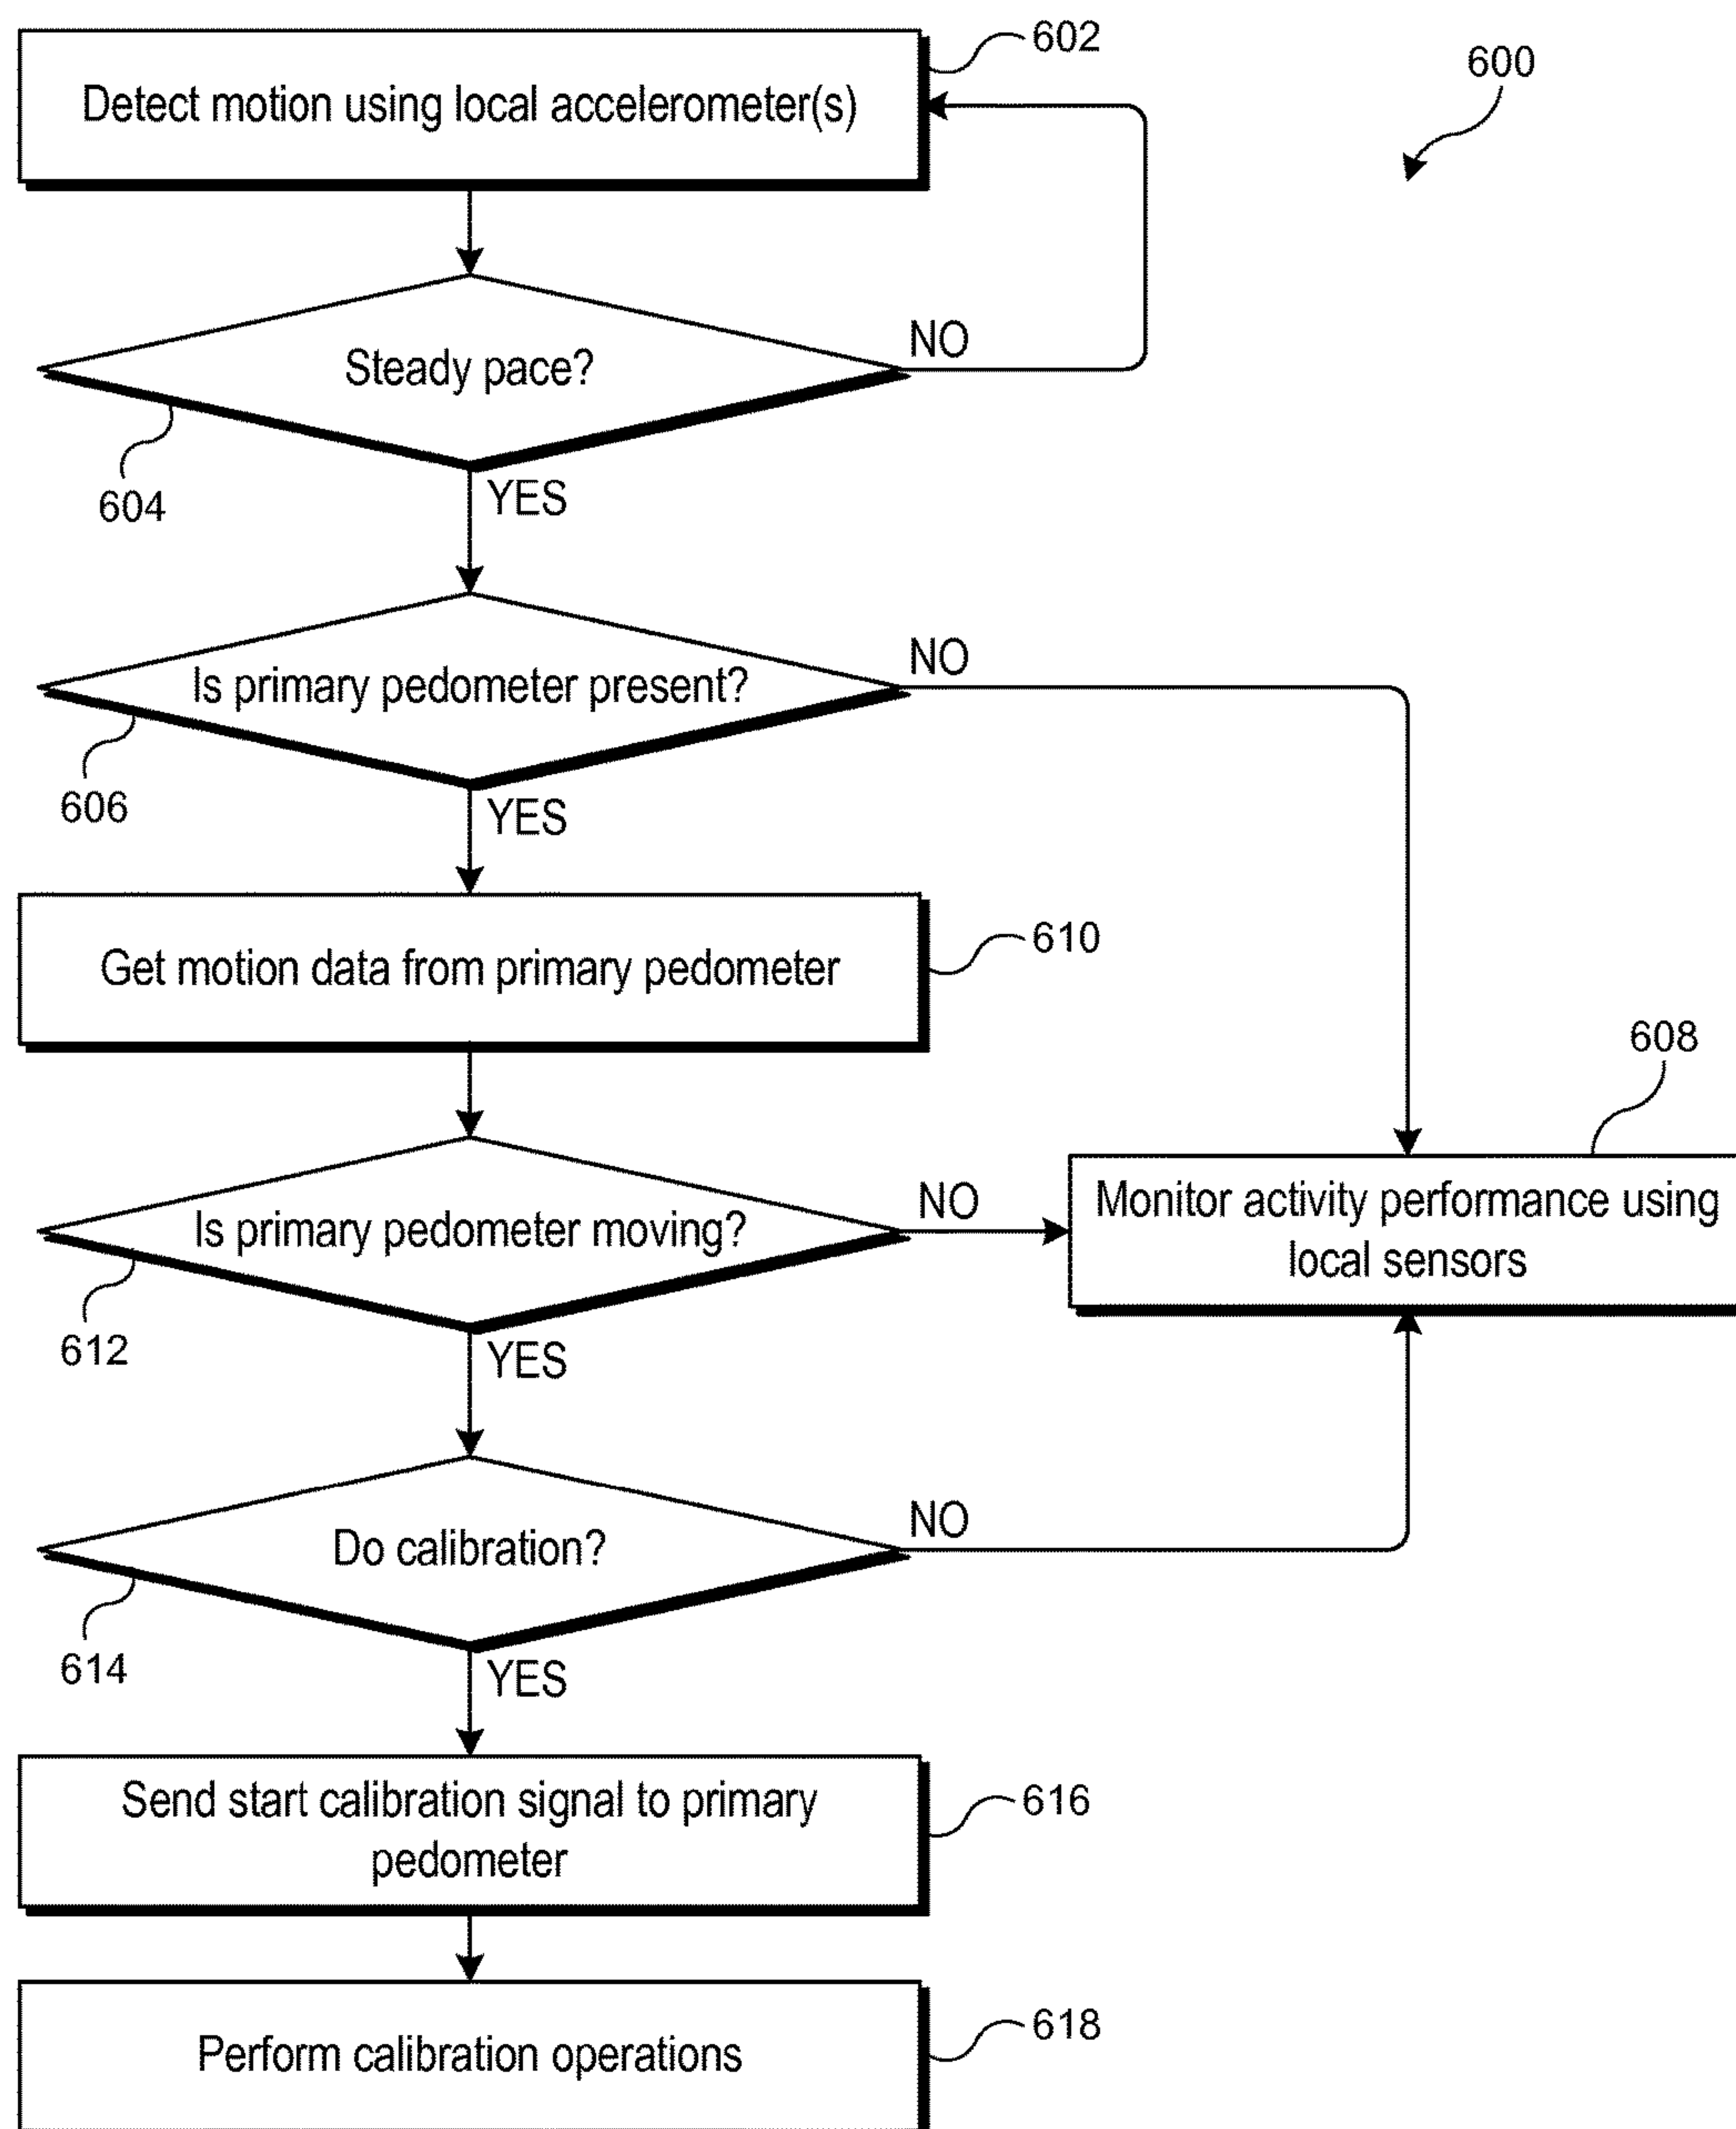 602
600
Detect motion using local accelerometer(s)
NO
Steady pace?
604
YES
NO
Is primary pedometer present?
606
YES
610
Get motion data from primary pedometer
608
NO
Monitor activity performance using
local sensors
Is primary pedometer moving?
612
YES
NO
Do calibration?
614
YES
Send start calibration signal to primary
pedometer
616
618
Perform calibration operations